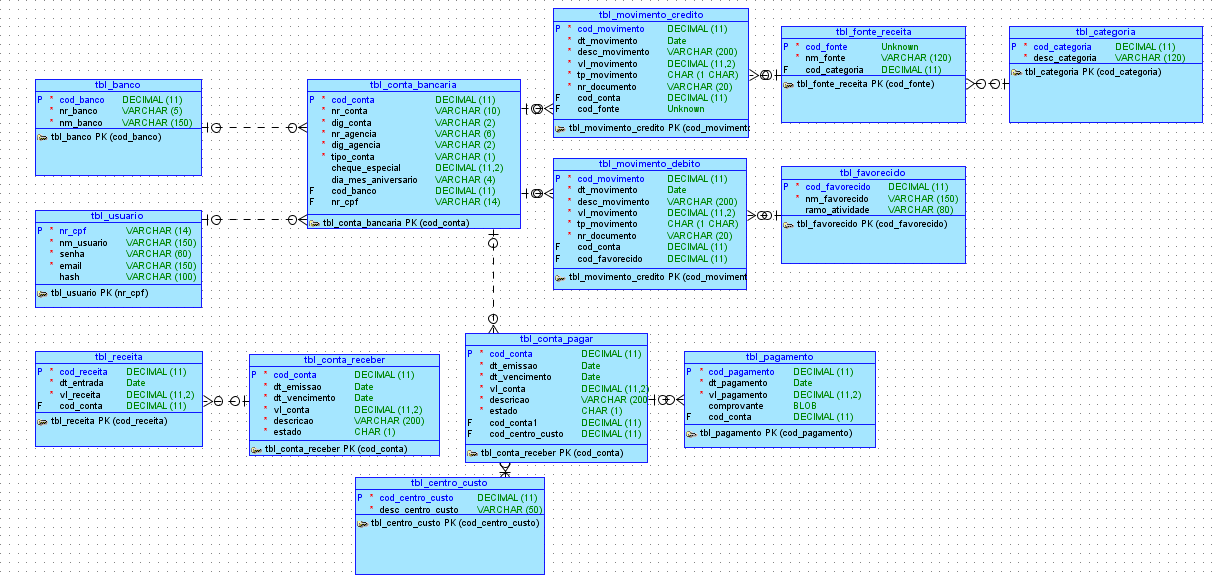 tbl_movimento_credito
P * cod_movimento DECIMAL (11)
* dt_movimento Date
* desc_movimento VARCHAR (200)
* vl_movimento DECIMAL (11,2)
* tp_movimento CHAR (1 CHAR)
* nr_documento VARCHAR (20)
F cod_conta DECIMAL (11)
F cod_fonte Unknown
tbl_movimento_credito PK (cod_moviment
tbl_fonte_receita
P * cod_fonte Unknown
* nm_fonte VARCHAR (120)
F cod_categoria DECIMAL (11)
tbl_fonte_receita PK (cod_fonte)
tbl_categoria
P * cod_categoria DECIMAL (11)
* desc_categoria VARCHAR (120)
tbl_categoria PK (cod_categoria)
tbl_banco
P * cod_banco DECIMAL (11)
* nr_banco VARCHAR (5)
* nm_banco VARCHAR (150)
tbl_banco PK (cod_banco)
tbl_conta_bancaria
P * cod_conta DECIMAL (11)
* nr_conta VARCHAR (10)
* dig_conta VARCHAR (2)
* nr_agencia VARCHAR (6)
* dig_agencia VARCHAR (2)
* tipo_conta VARCHAR (1)
cheque_especial DECIMAL (11,2)
dia_mes_aniversario VARCHAR (4)
F cod_banco DECIMAL (11)
F nr_cpf VARCHAR (14)
tbl_conta_bancaria PK (cod_conta)
tbl_movimento_debito
P * cod_movimento DECIMAL (11)
* dt_movimento Date
* desc_movimento VARCHAR (200)
* vl_movimento DECIMAL (11,2)
* tp_movimento CHAR (1 CHAR)
* nr_documento VARCHAR (20)
F cod_conta DECIMAL (11)
F cod_favorecido DECIMAL (11)
tbl_movimento_credito PK (cod_moviment
tbl_favorecido
P * cod_favorecido DECIMAL (11)
* nm_favorecido VARCHAR (150)
ramo_atividade VARCHAR (80)
tbl_favorecido PK (cod_favorecido)
tbl_usuario
P * nr_cpf VARCHAR (14)
* nm_usuario VARCHAR (150)
* senha VARCHAR (60)
* email VARCHAR (150)
hash VARCHAR (100)
tbl_usuario PK (nr_cpf)
tbl_receita
P * cod_receita DECIMAL (11)
* dt_entrada Date
* vl_receita DECIMAL (11,2)
F cod_conta DECIMAL (11)
tbl_receita PK (cod_receita)
tbl_conta_receber
P * cod_conta DECIMAL (11)
* dt_emissao Date
* dt_vencimento Date
* vl_conta DECIMAL (11,2)
* descricao VARCHAR (200)
* estado CHAR (1)
tbl_conta_receber PK (cod_conta)
tbl_conta_pagar
P * cod_conta DECIMAL (11)
* dt_emissao Date
* dt_vencimento Date
* vl_conta DECIMAL (11,2)
* descricao VARCHAR (200
* estado CHAR (1)
F cod_conta1 DECIMAL (11)
F cod_centro_custo DECIMAL (11)
tbl_conta_receber PK (cod_conta)
tbl_pagamento
P * cod_pagamento DECIMAL (11)
* dt_pagamento Date
* vl_pagamento DECIMAL (11,2)
comprovante BLOB
F cod_conta DECIMAL (11)
tbl_pagamento PK (cod_pagamento)
tbl_centro_custo
P * cod_centro_custo DECIMAL (11)
* desc_centro_custo VARCHAR (50)
tbl_centro_custo PK (cod_centro_custo)